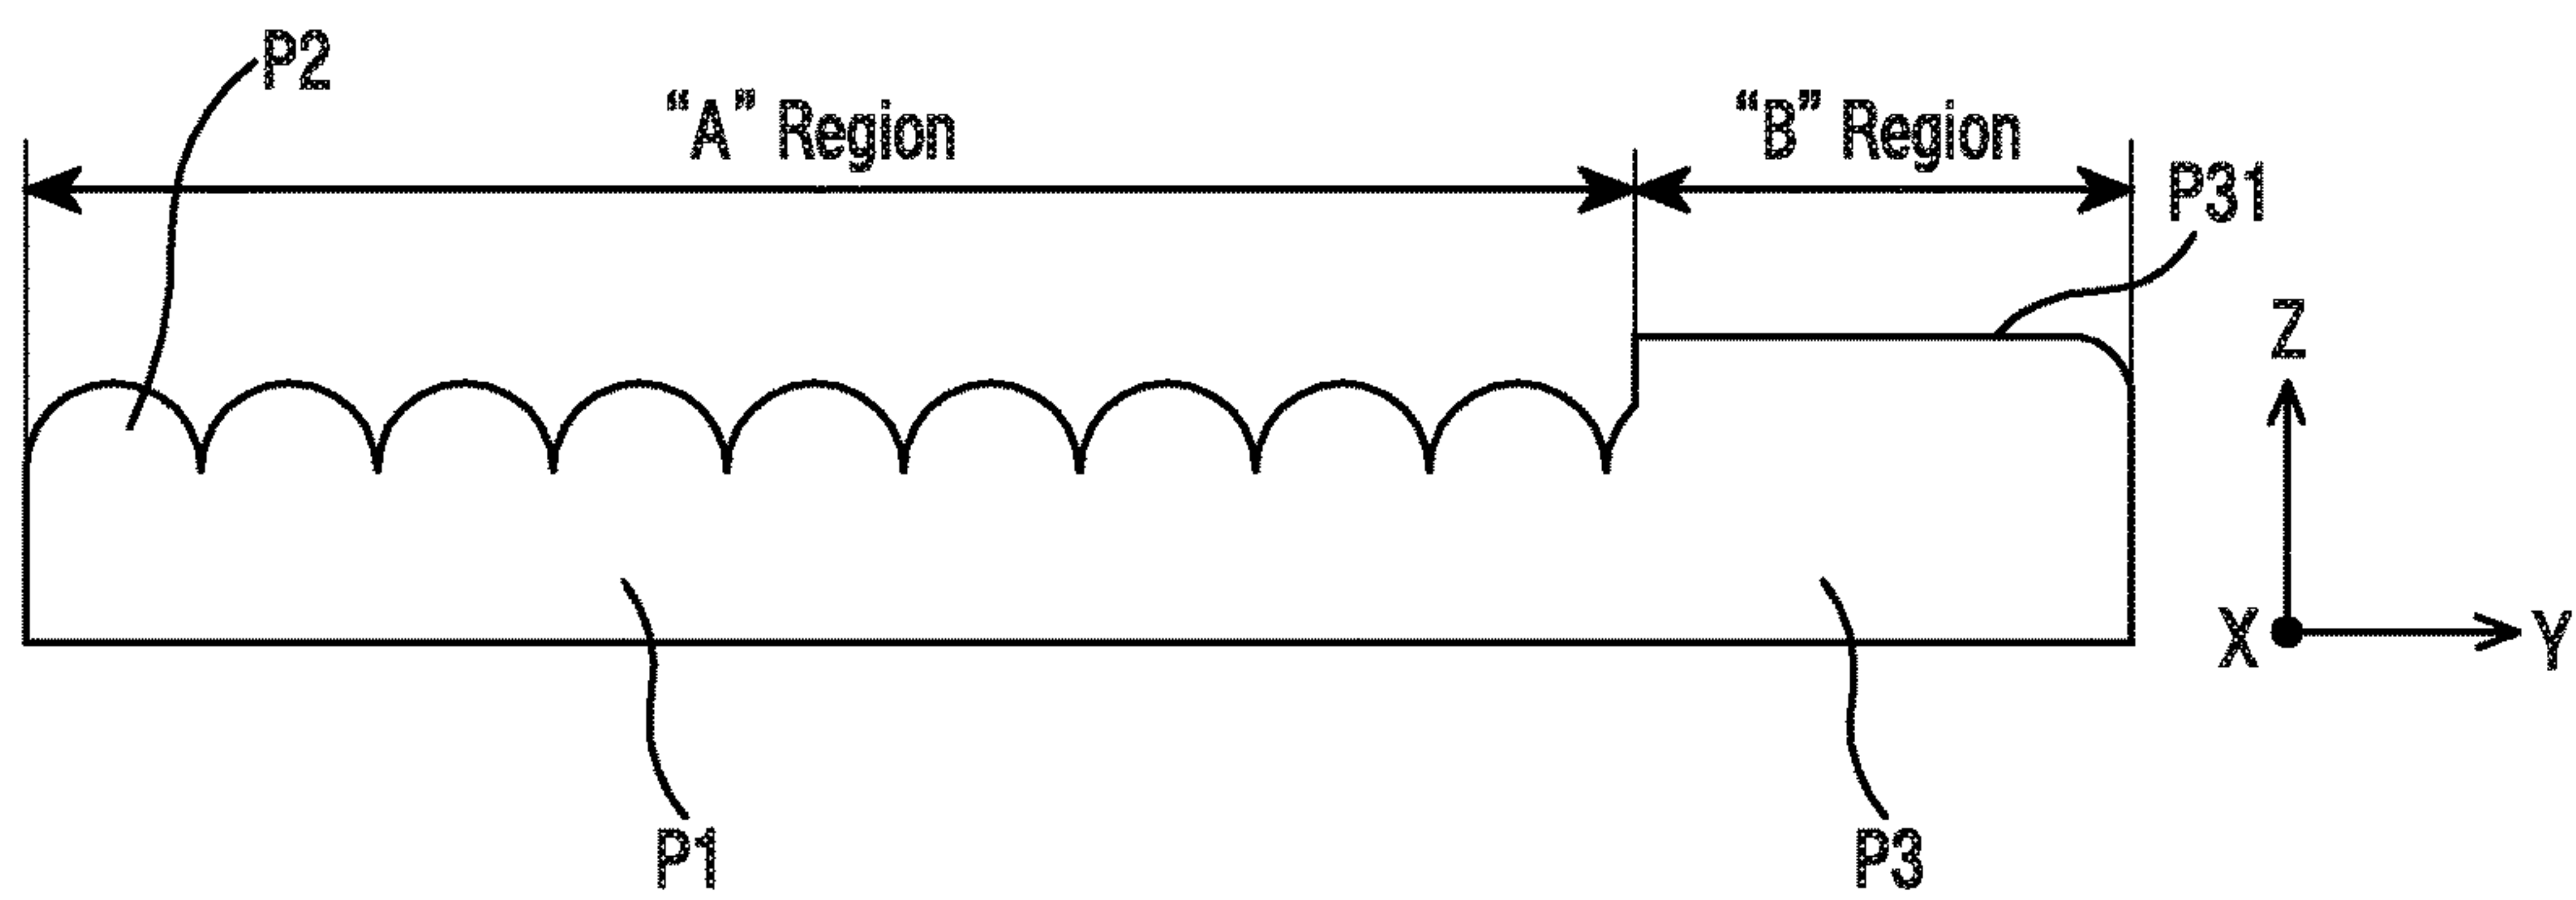 P2
“A” Region
“B” Region
P31
Z
X
Y
P1
P3